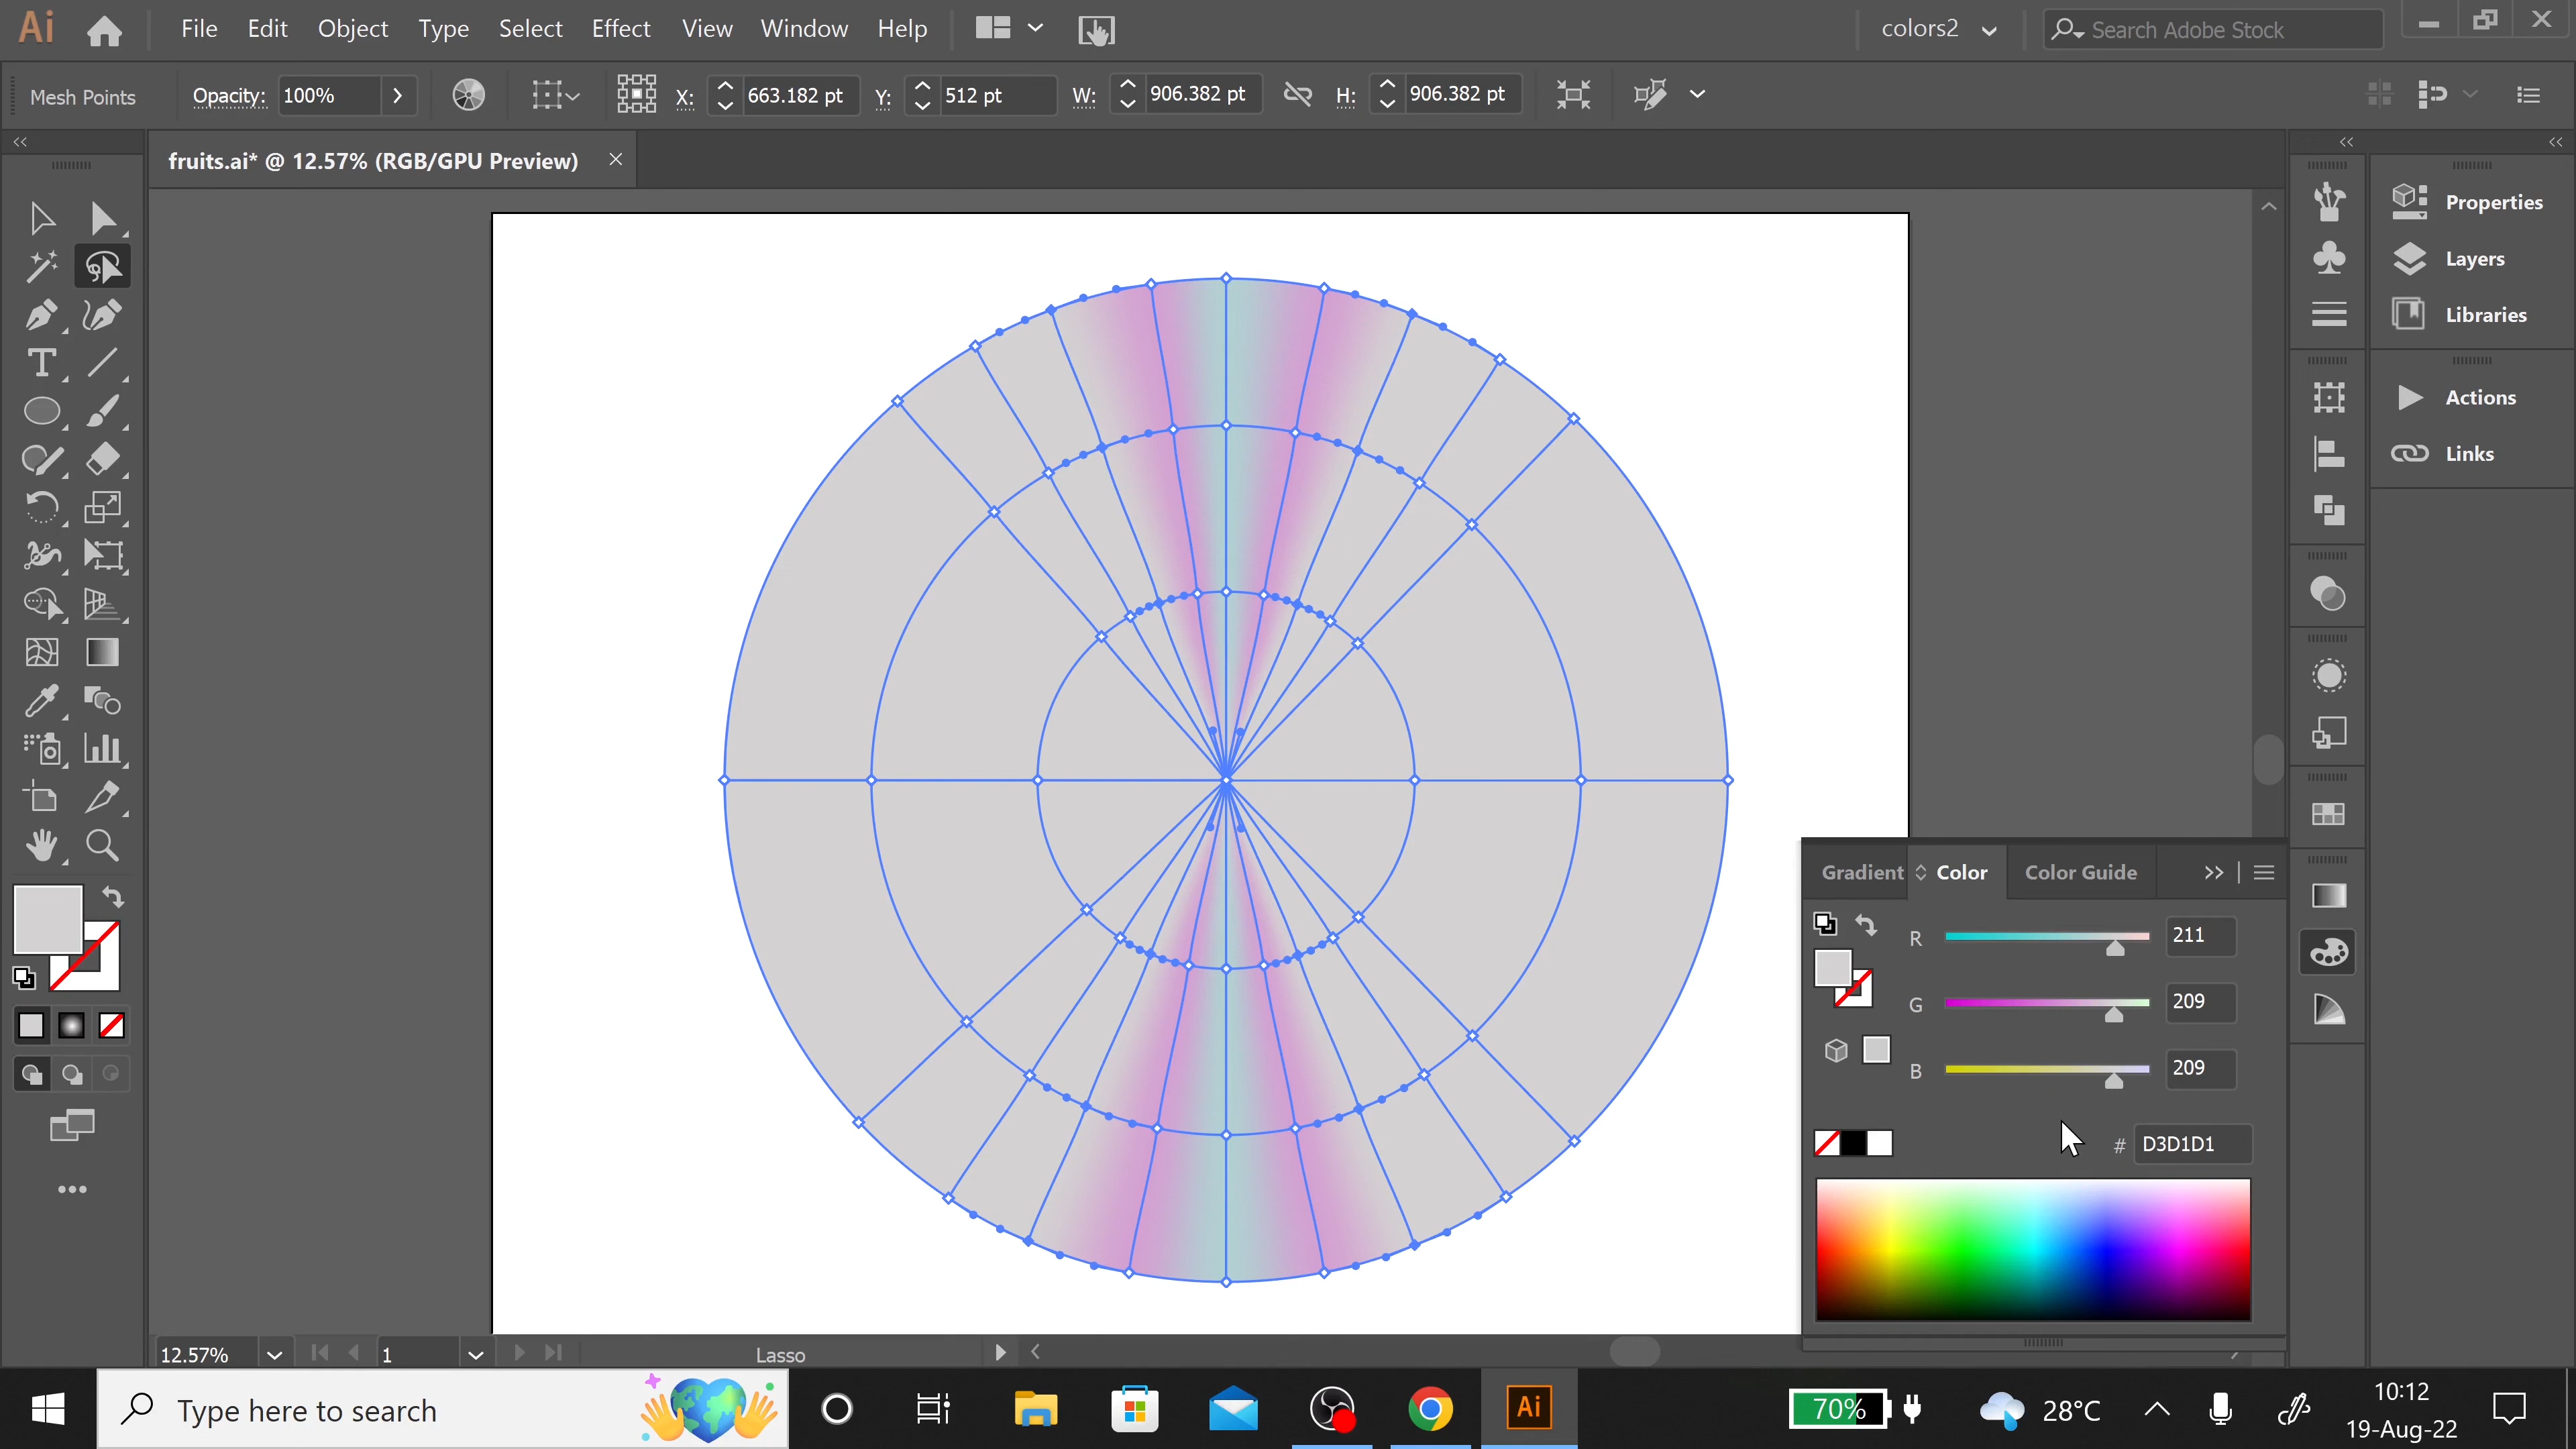 Ai File Edit Object Type Select Effect View Window Help colors2 Search Adobe Stock
Mesh Points Opacity: 100% X: 663.182 pt Y: 512 pt W: 906.382 pt H: 906.382 pt
fruits.ai* @ 12.57% (RGB/GPU Preview)
Properties
Layers
Libraries
Actions
Links
Gradient Color Color Guide
R 211
G 209
B 209
# D3D1D1
12.57% 1 Lasso
Type here to search Ai 70% 28°C 10:12
19-Aug-22